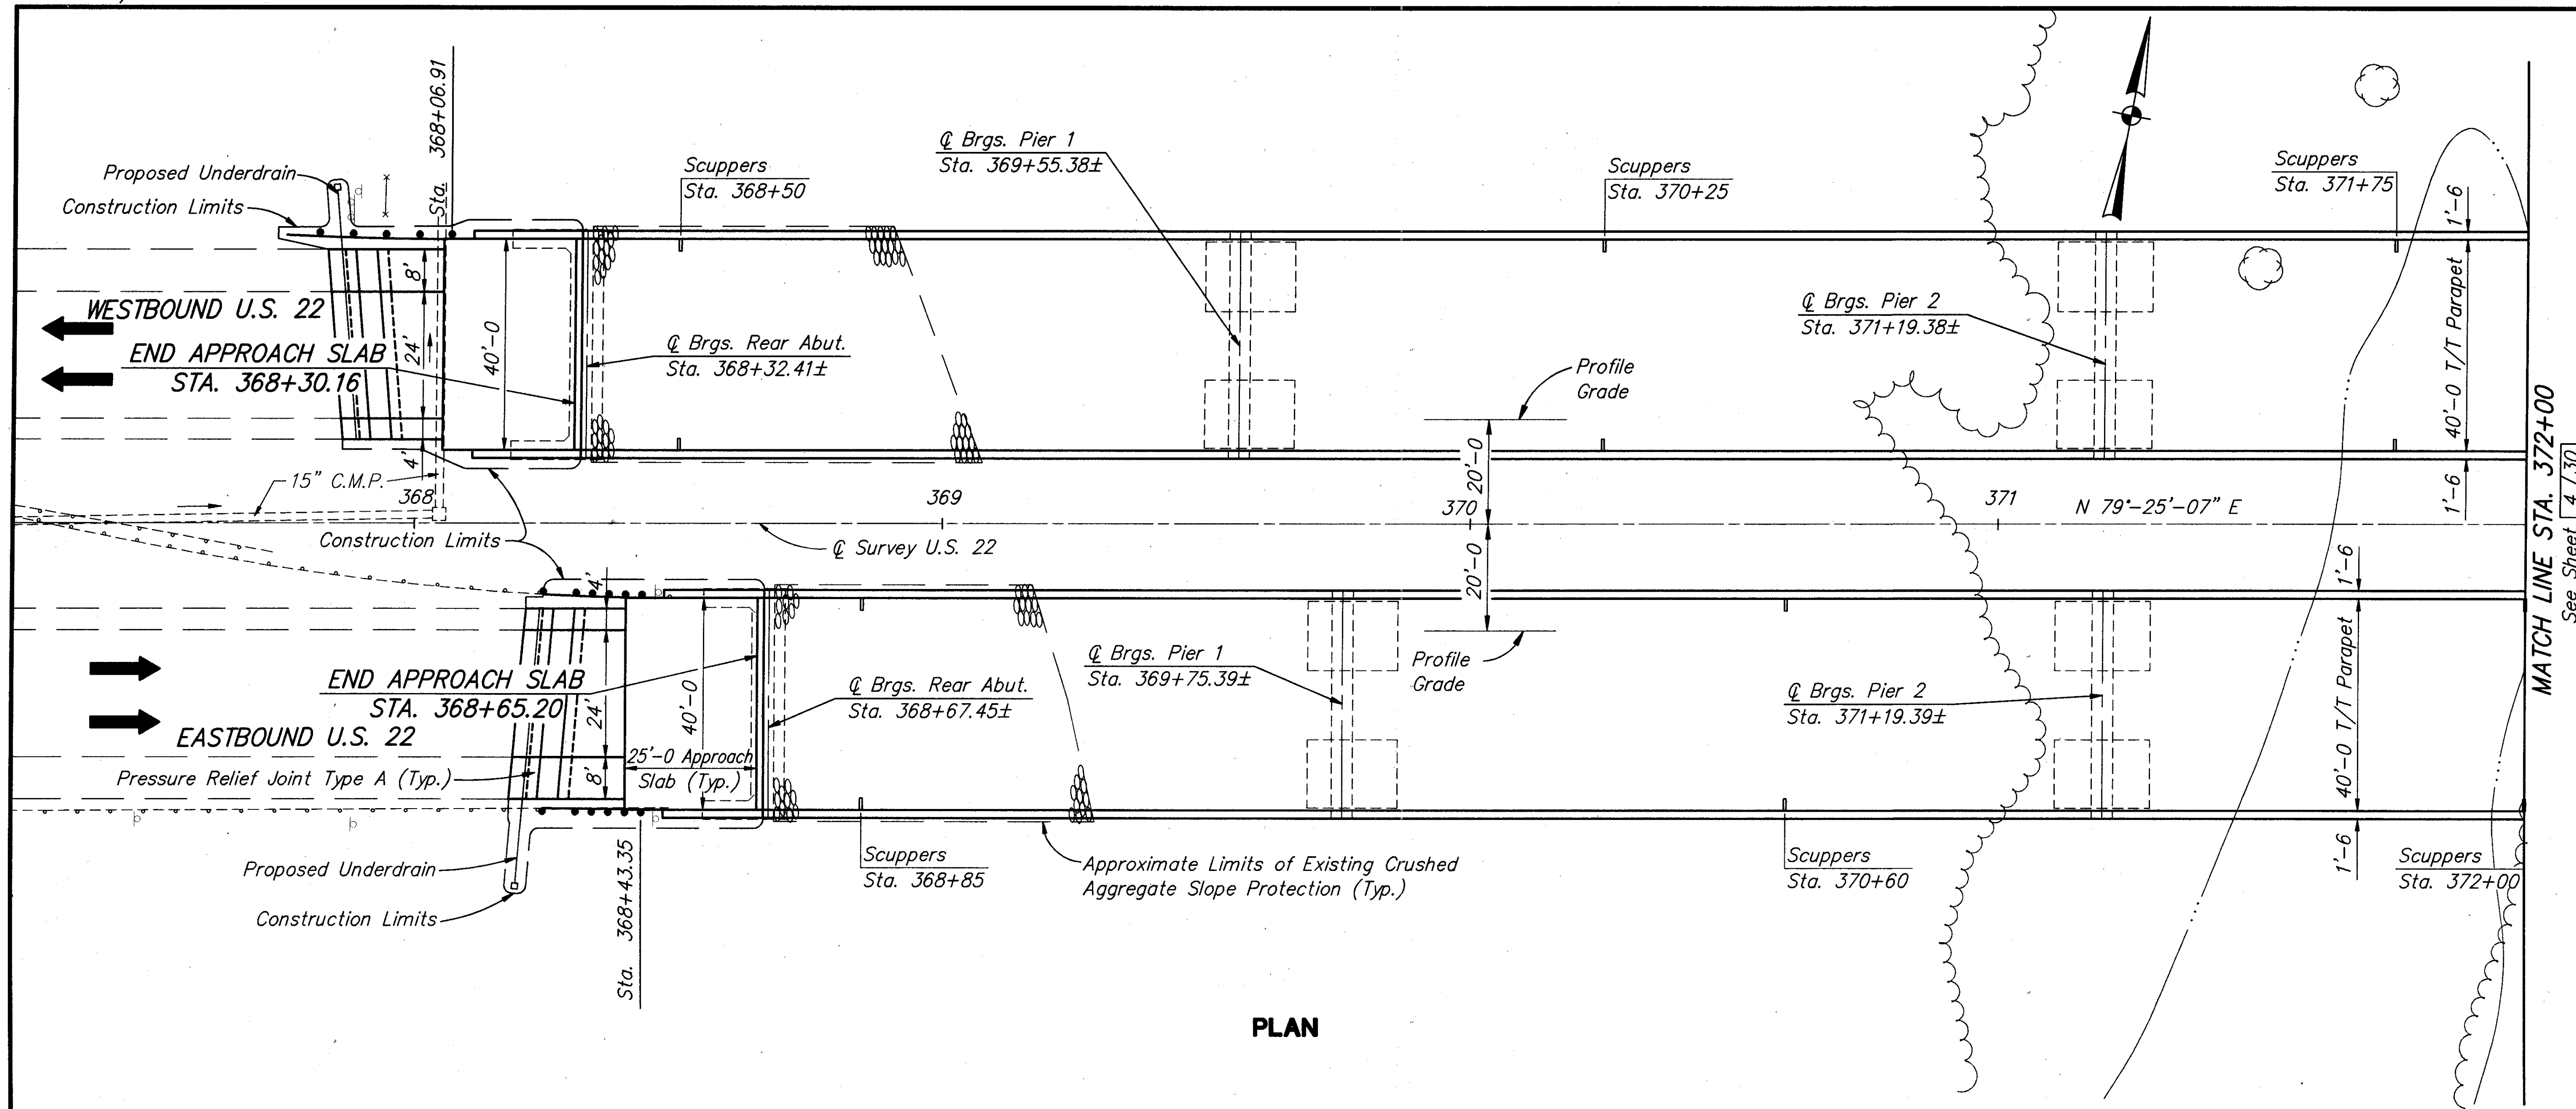 Sta. 368+06.91
Proposed Underdrain
Construction Limits
Scuppers
Sta. 368+50
℄ Brgs. Pier 1
Sta. 369+55.38±
Scuppers
Sta. 370+25
Scuppers
Sta. 371+75
1'-6
8'
WESTBOUND U.S. 22
END APPROACH SLAB
STA. 368+30.16
24'
40'-0
℄ Brgs. Rear Abut.
Sta. 368+32.41±
℄ Brgs. Pier 2
Sta. 371+19.38±
Profile
Grade
40'-0 T/T Parapet
4'
15" C.M.P.
368
369
370
371
20'-0
N 79°-25'-07" E
1'-6
MATCH LINE STA. 372+00
See Sheet 4/30
Construction Limits
℄ Survey U.S. 22
20'-0
1'-6
4'
END APPROACH SLAB
STA. 368+65.20
24'
40'-0
EASTBOUND U.S. 22
℄ Brgs. Rear Abut.
Sta. 368+67.45±
℄ Brgs. Pier 1
Sta. 369+75.39±
Profile
Grade
℄ Brgs. Pier 2
Sta. 371+19.39±
40'-0 T/T Parapet
Pressure Relief Joint Type A (Typ.)
8'
25'-0 Approach
Slab (Typ.)
Proposed Underdrain
Construction Limits
Sta. 368+43.35
Scuppers
Sta. 368+85
Approximate Limits of Existing Crushed
Aggregate Slope Protection (Typ.)
Scuppers
Sta. 370+60
1'-6
Scuppers
Sta. 372+00
PLAN